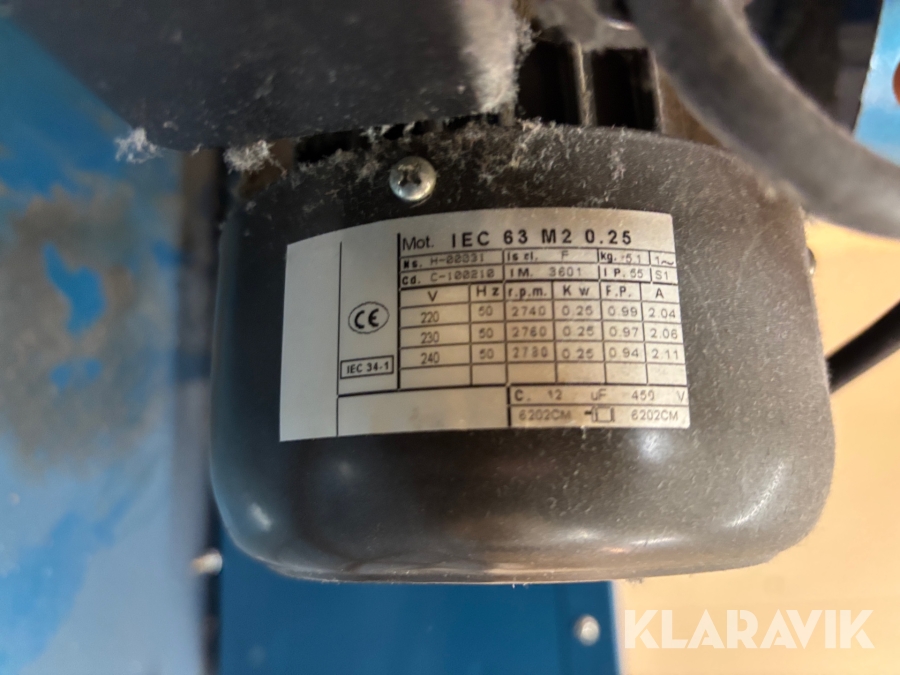 Mot. IEC 63 M2 0.25
Ns. H-00331 is cl. F kg. 5.1 1~
Cd. C-100210 IM. 3601 IP. 55 S1
V Hz r.p.m. Kw F.P. A
220 50 2740 0.25 0.99 2.04
230 50 2760 0.25 0.97 2.06
240 50 2780 0.25 0.94 2.11
CE
IEC 34-1
C. 12 uF 450 V
6202CM 6202CM
KLARAVIK